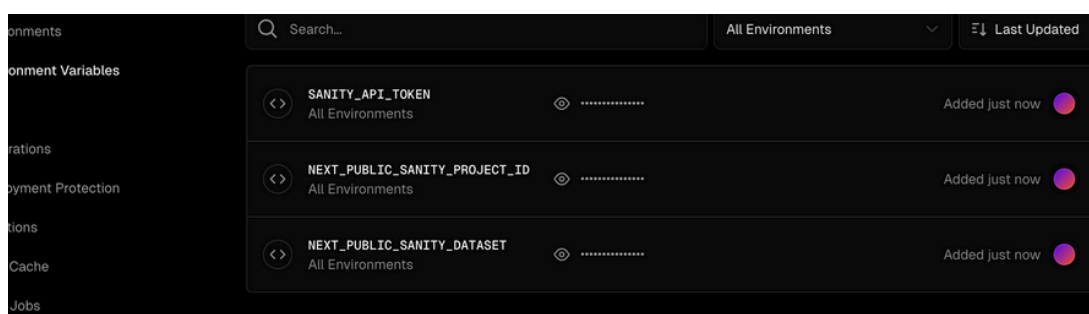 onments
Search...
All Environments
Last Updated
onment Variables
SANITY_API_TOKEN
All Environments
••••••••••••••
Added just now
rations
NEXT_PUBLIC_SANITY_PROJECT_ID
All Environments
••••••••••••••
Added just now
oyment Protection
tions
NEXT_PUBLIC_SANITY_DATASET
All Environments
••••••••••••••
Added just now
Cache
Jobs